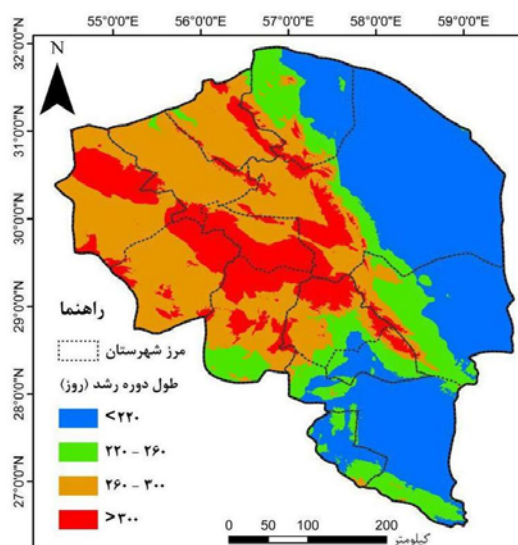 55°0'0"E 56°0'0"E 57°0'0"E 58°0'0"E 59°0'0"E
N
32°0'0"N
31°0'0"N
30°0'0"N
29°0'0"N
28°0'0"N
27°0'0"N
راهنما
مرز شهرستان
طول دوره رشد (روز)
<۲۲۰
۲۲۰ - ۲۶۰
۲۶۰ - ۳۰۰
>۳۰۰
0 50 100 200
کیلومتر